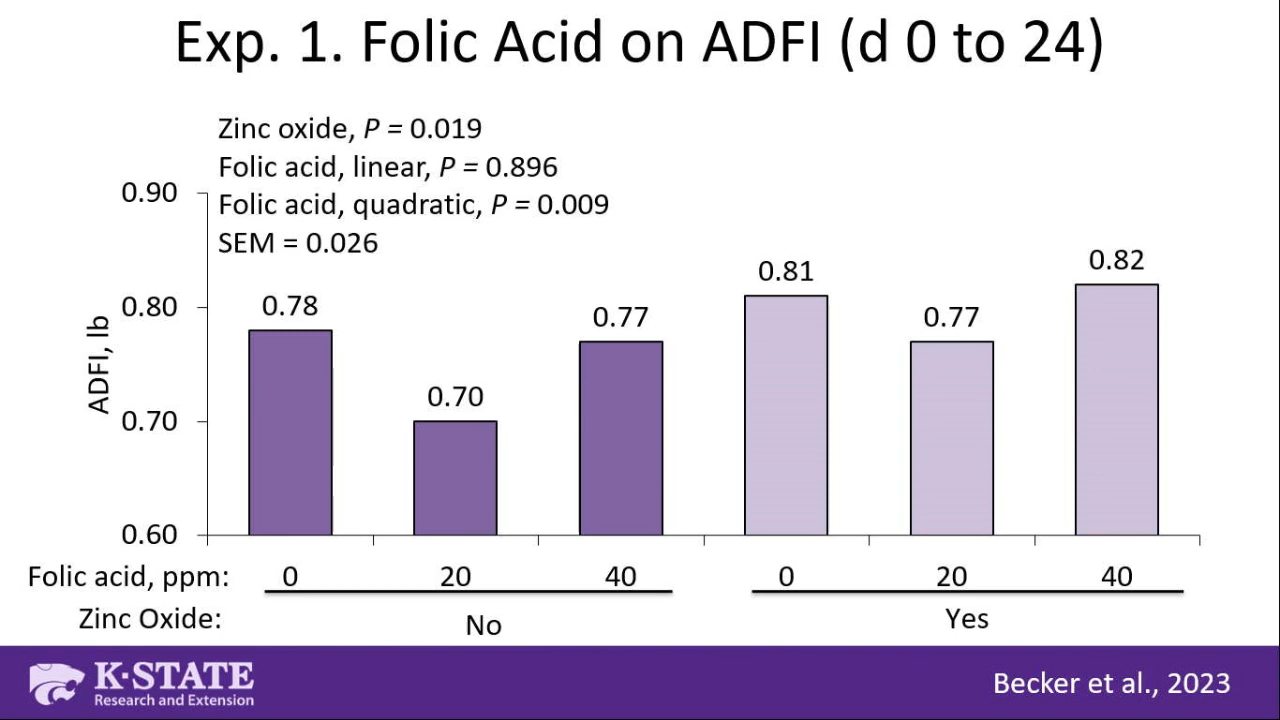 Exp. 1. Folic Acid on ADFI (d 0 to 24)
Zinc oxide, P = 0.019
Folic acid, linear, P = 0.896
Folic acid, quadratic, P = 0.009
SEM = 0.026
ADFI, lb
0.90
0.80
0.70
0.60
0.78
0.70
0.77
0.81
0.77
0.82
Folic acid, ppm: 0 20 40 0 20 40
Zinc Oxide: No Yes
K-STATE
Research and Extension
Becker et al., 2023